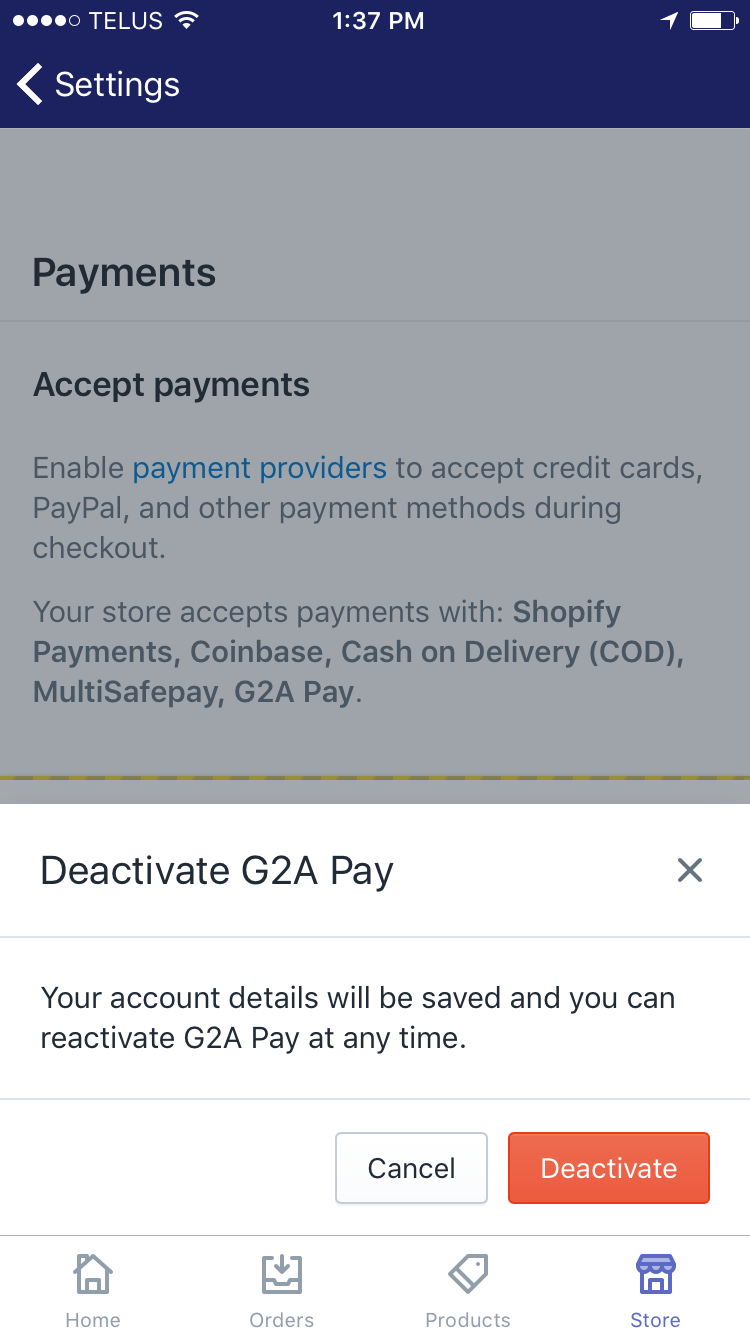 TELUS 1:37 PM
Settings
Payments
Accept payments
Enable payment providers to accept credit cards,
PayPal, and other payment methods during
checkout.
Your store accepts payments with: Shopify
Payments, Coinbase, Cash on Delivery (COD),
MultiSafepay, G2A Pay.
Deactivate G2A Pay
Your account details will be saved and you can
reactivate G2A Pay at any time.
Cancel Deactivate
Home Orders Products Store